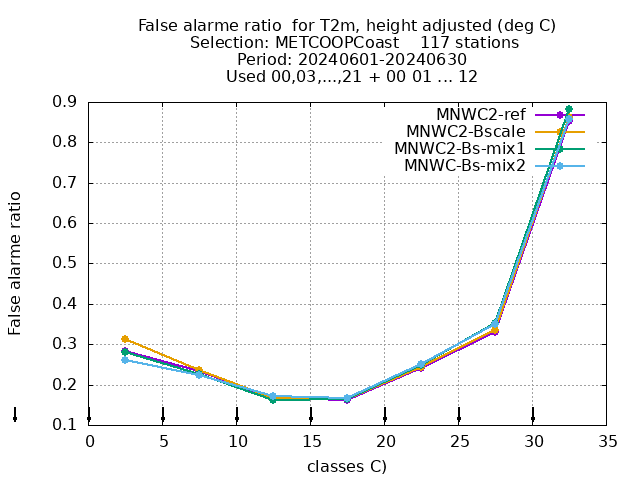 False alarme ratio  for T2m, height adjusted (deg C)
Selection: METCOOPCoast    117 stations
Period: 20240601-20240630
Used 00,03,...,21 + 00 01 ... 12
MNWC2-ref
MNWC2-Bscale
MNWC2-Bs-mix1
MNWC-Bs-mix2
False alarme ratio
0.9
0.8
0.7
0.6
0.5
0.4
0.3
0.2
0.1
0 5 10 15 20 25 30 35
classes C)